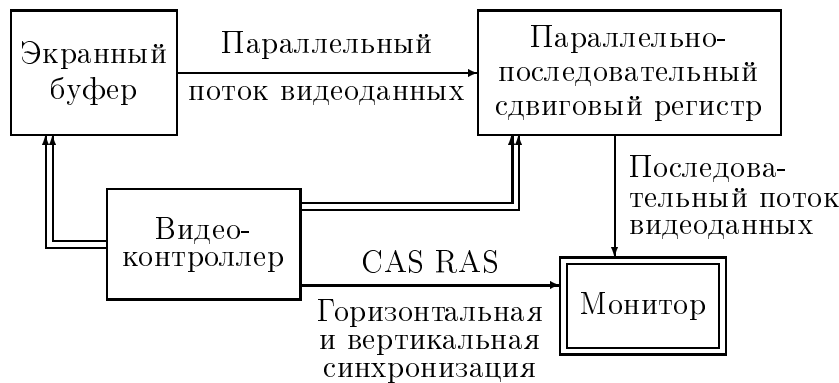 Экранный
буфер
Параллельный
поток видеоданных
Параллельно-
последовательный
сдвиговый регистр
Последова-
тельный поток
видеоданных
Видео-
контроллер
CAS RAS
Горизонтальная
и вертикальная
синхронизация
Монитор